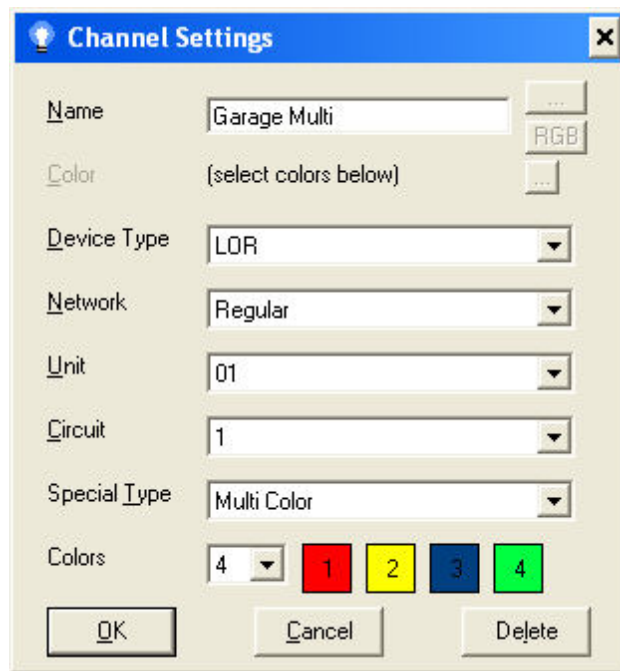 Channel Settings
Name Garage Multi ...
RGB
Color (select colors below) ...
Device Type LOR
Network Regular
Unit 01
Circuit 1
Special Type Multi Color
Colors 4 1 2 3 4
OK Cancel Delete